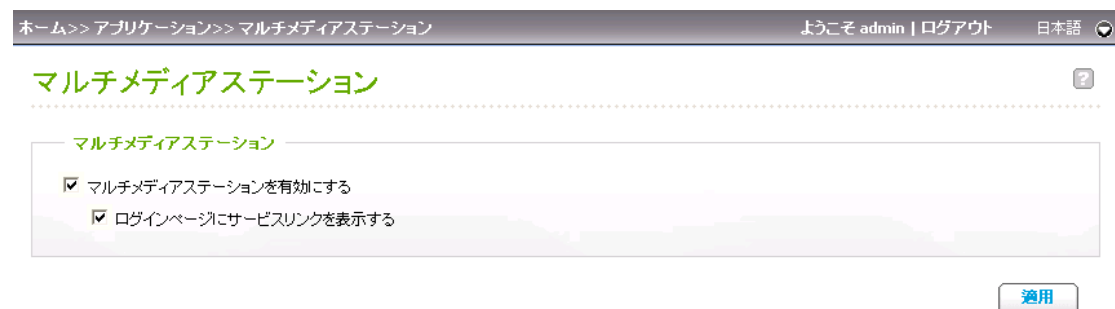 ホーム>> アプリケーション>> マルチメディアステーション ようこそ admin | ログアウト 日本語
マルチメディアステーション
?
マルチメディアステーション
マルチメディアステーションを有効にする
ログインページにサービスリンクを表示する
適用